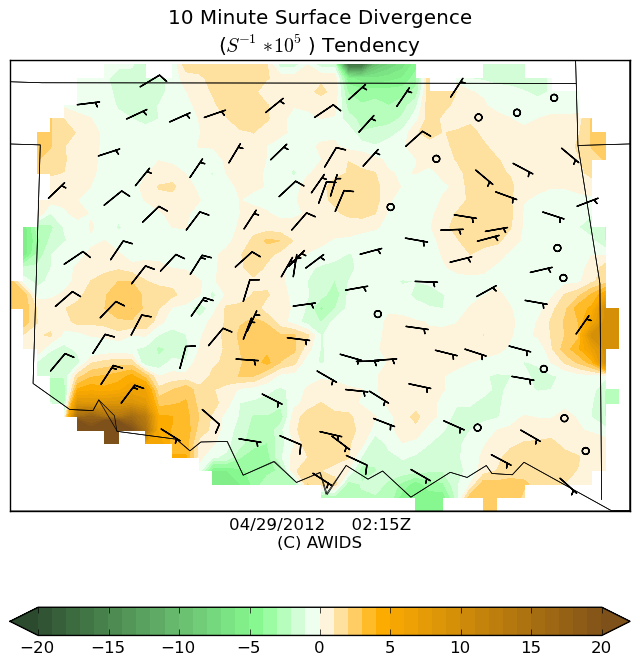 10 Minute Surface Divergence
(S⁻¹ * 10⁵ ) Tendency
04/29/2012 02:15Z
(C) AWIDS
−20 −15 −10 −5 0 5 10 15 20